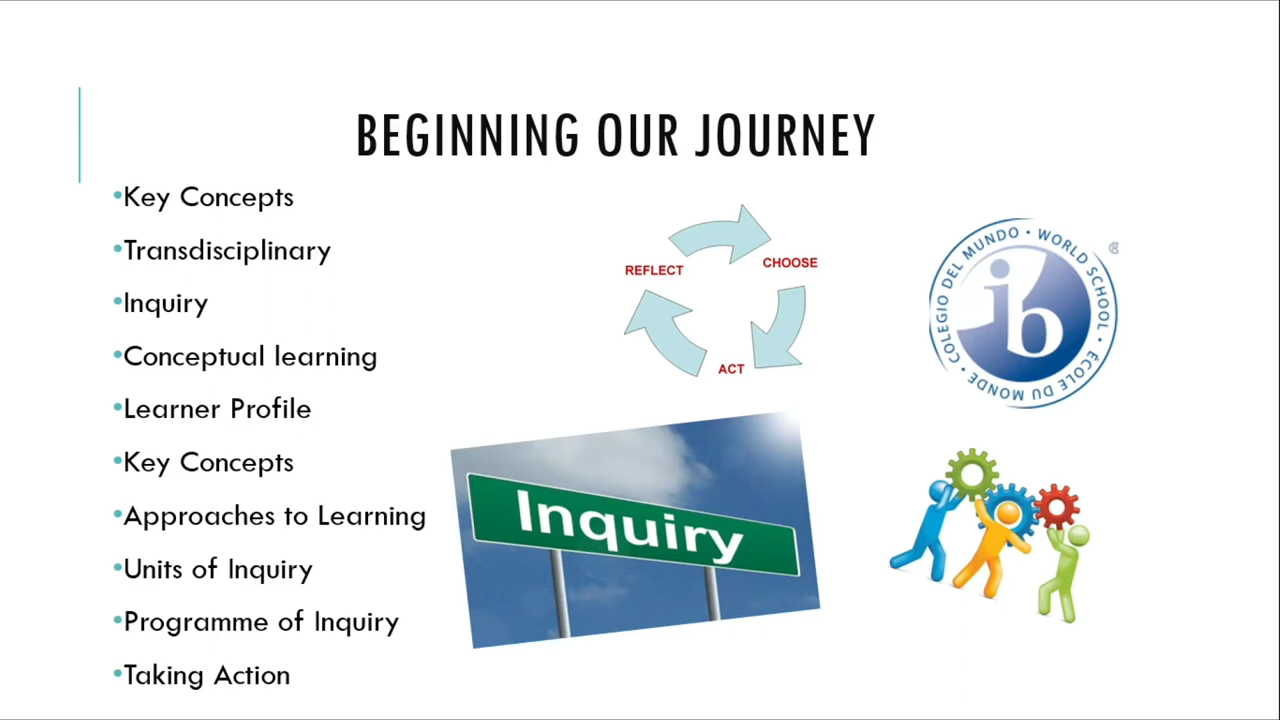 BEGINNING OUR JOURNEY
•Key Concepts
•Transdisciplinary
•Inquiry
•Conceptual learning
•Learner Profile
•Key Concepts
•Approaches to Learning
•Units of Inquiry
•Programme of Inquiry
•Taking Action
REFLECT
CHOOSE
ACT
COLEGIO DEL MUNDO • WORLD SCHOOL • ÉCOLE DU MONDE •
ib
®
Inquiry